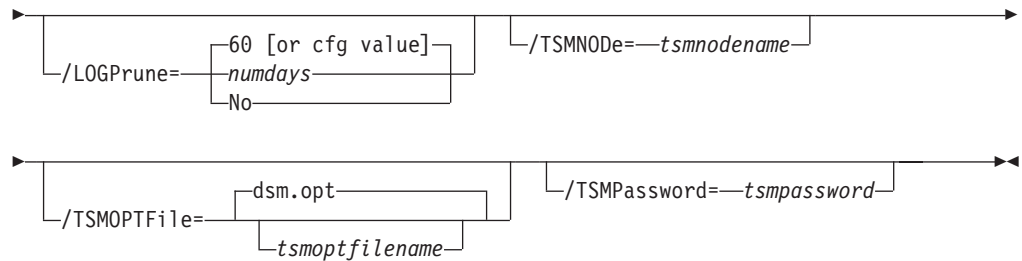 60 [or cfg value]
/LOGPrune= numdays
No
/TSMNODe= tsmnodename
dsm.opt
/TSMOPTFile=
tsmoptfilename
/TSMPassword= tsmpassword